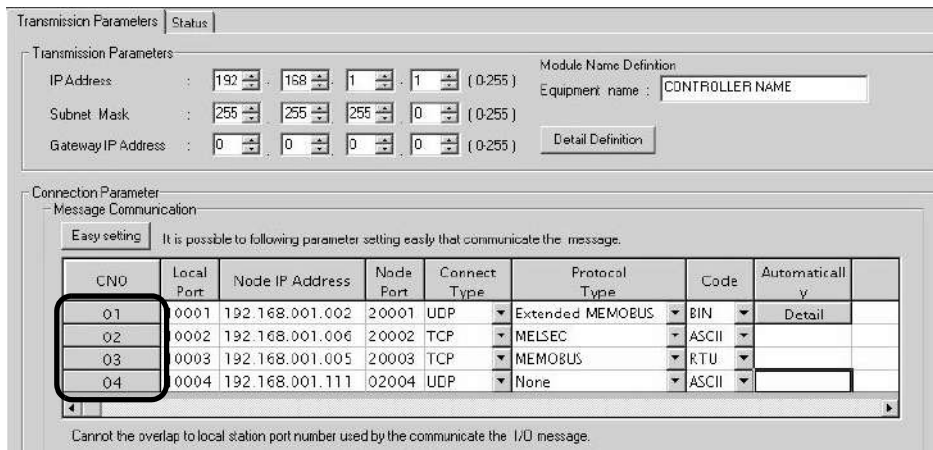 Transmission Parameters Status
Transmission Parameters
IP Address : 192 . 168 . 1 . 1 ( 0-255 )
Subnet Mask : 255 . 255 . 255 . 0 ( 0-255 )
Gateway IP Address : 0 . 0 . 0 . 0 ( 0-255 )
Module Name Definition
Equipment name : CONTROLLER NAME
Detail Definition
Connection Parameter
Message Communication
Easy setting It is possible to following parameter setting easly that communicate the message.
CNO Local Port Node IP Address Node Port Connect Type Protocol Type Code Automatically
01 0001 192.168.001.002 20001 UDP Extended MEMOBUS BIN Detail
02 0002 192.168.001.006 20002 TCP MELSEC ASCII
03 0003 192.168.001.005 20003 TCP MEMOBUS RTU
04 0004 192.168.001.111 02004 UDP None ASCII
Cannot the overlap to local station port number used by the communicate the I/O message.